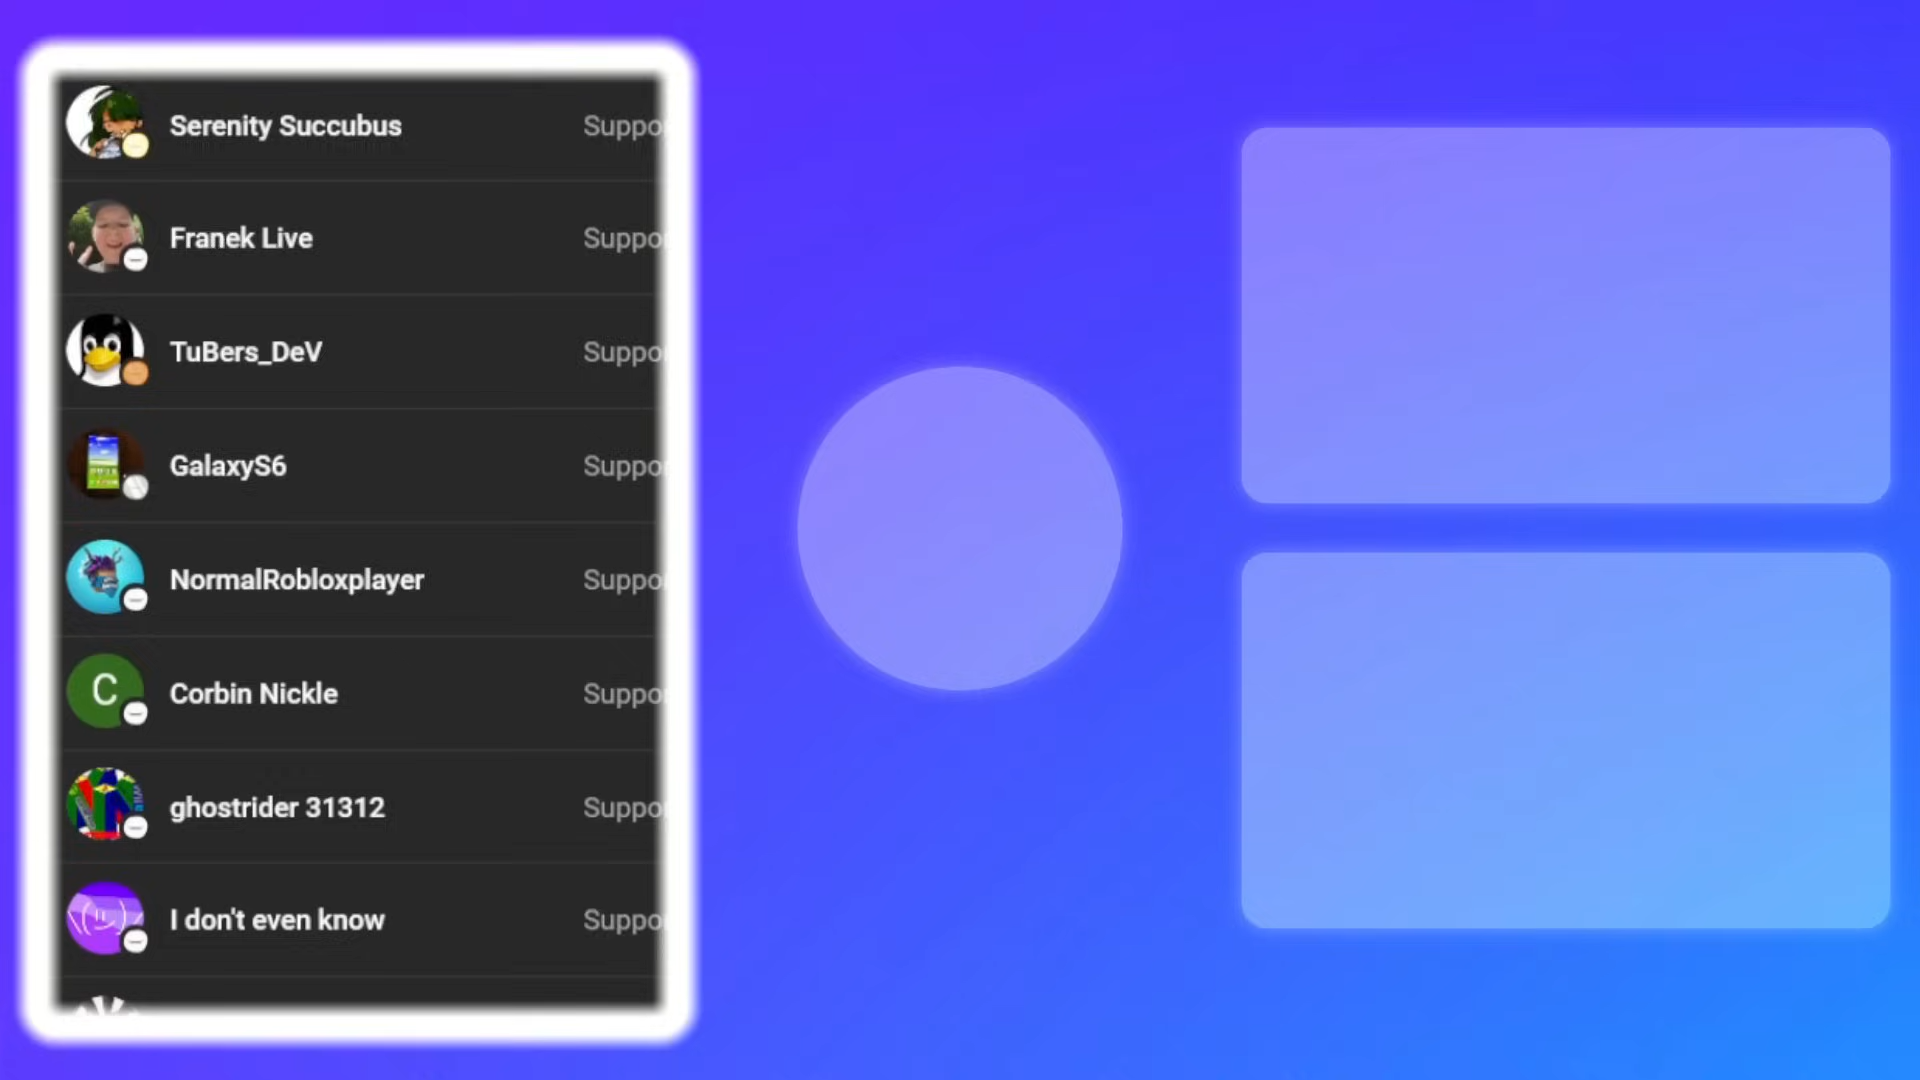 Serenity Succubus Suppo
Franek Live Suppo
TuBers_DeV Suppo
GalaxyS6 Suppo
NormalRobloxplayer Suppo
C
Corbin Nickle Suppo
ghostrider 31312 Suppo
I don't even know Suppo